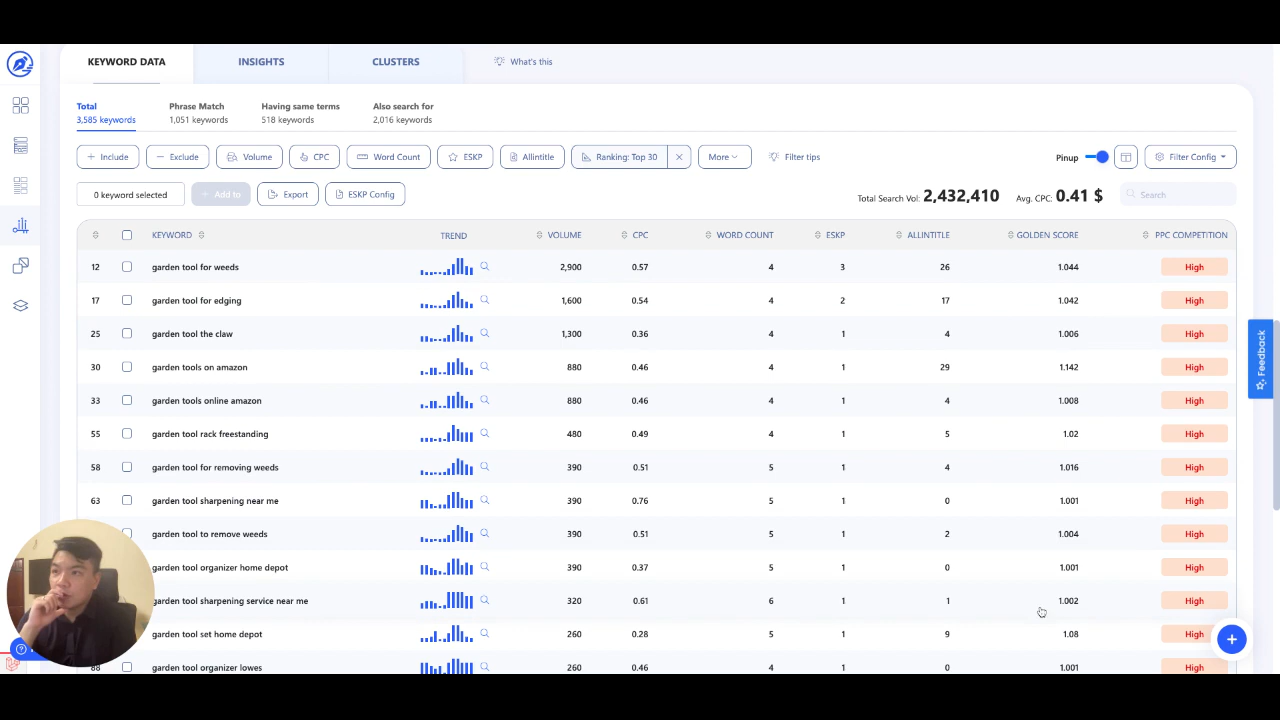 KEYWORD DATA INSIGHTS CLUSTERS What's this
Total Phrase Match Having same terms Also search for
3,585 keywords 1,051 keywords 518 keywords 2,016 keywords
Include Exclude Volume CPC Word Count ESKP Allintitle Ranking: Top 30 More Filter tips Pinup Filter Config
0 keyword selected Add to Export ESKP Config Total Search Vol: 2,432,410 Avg. CPC: 0.41 $ Search
KEYWORD TREND VOLUME CPC WORD COUNT ESKP ALLINTITLE GOLDEN SCORE PPC COMPETITION
12 garden tool for weeds 2,900 0.57 4 3 26 1.044 High
17 garden tool for edging 1,600 0.54 4 2 17 1.042 High
25 garden tool the claw 1,300 0.36 4 1 4 1.006 High
30 garden tools on amazon 880 0.46 4 1 29 1.142 High
33 garden tools online amazon 880 0.46 4 1 4 1.008 High
55 garden tool rack freestanding 480 0.49 4 1 5 1.02 High
58 garden tool for removing weeds 390 0.51 5 1 4 1.016 High
63 garden tool sharpening near me 390 0.76 5 1 0 1.001 High
garden tool to remove weeds 390 0.51 5 1 2 1.004 High
garden tool organizer home depot 390 0.37 5 1 0 1.001 High
garden tool sharpening service near me 320 0.61 6 1 1 1.002 High
garden tool set home depot 260 0.28 5 1 9 1.08 High
88 garden tool organizer lowes 260 0.46 4 1 0 1.001 High
Feedback